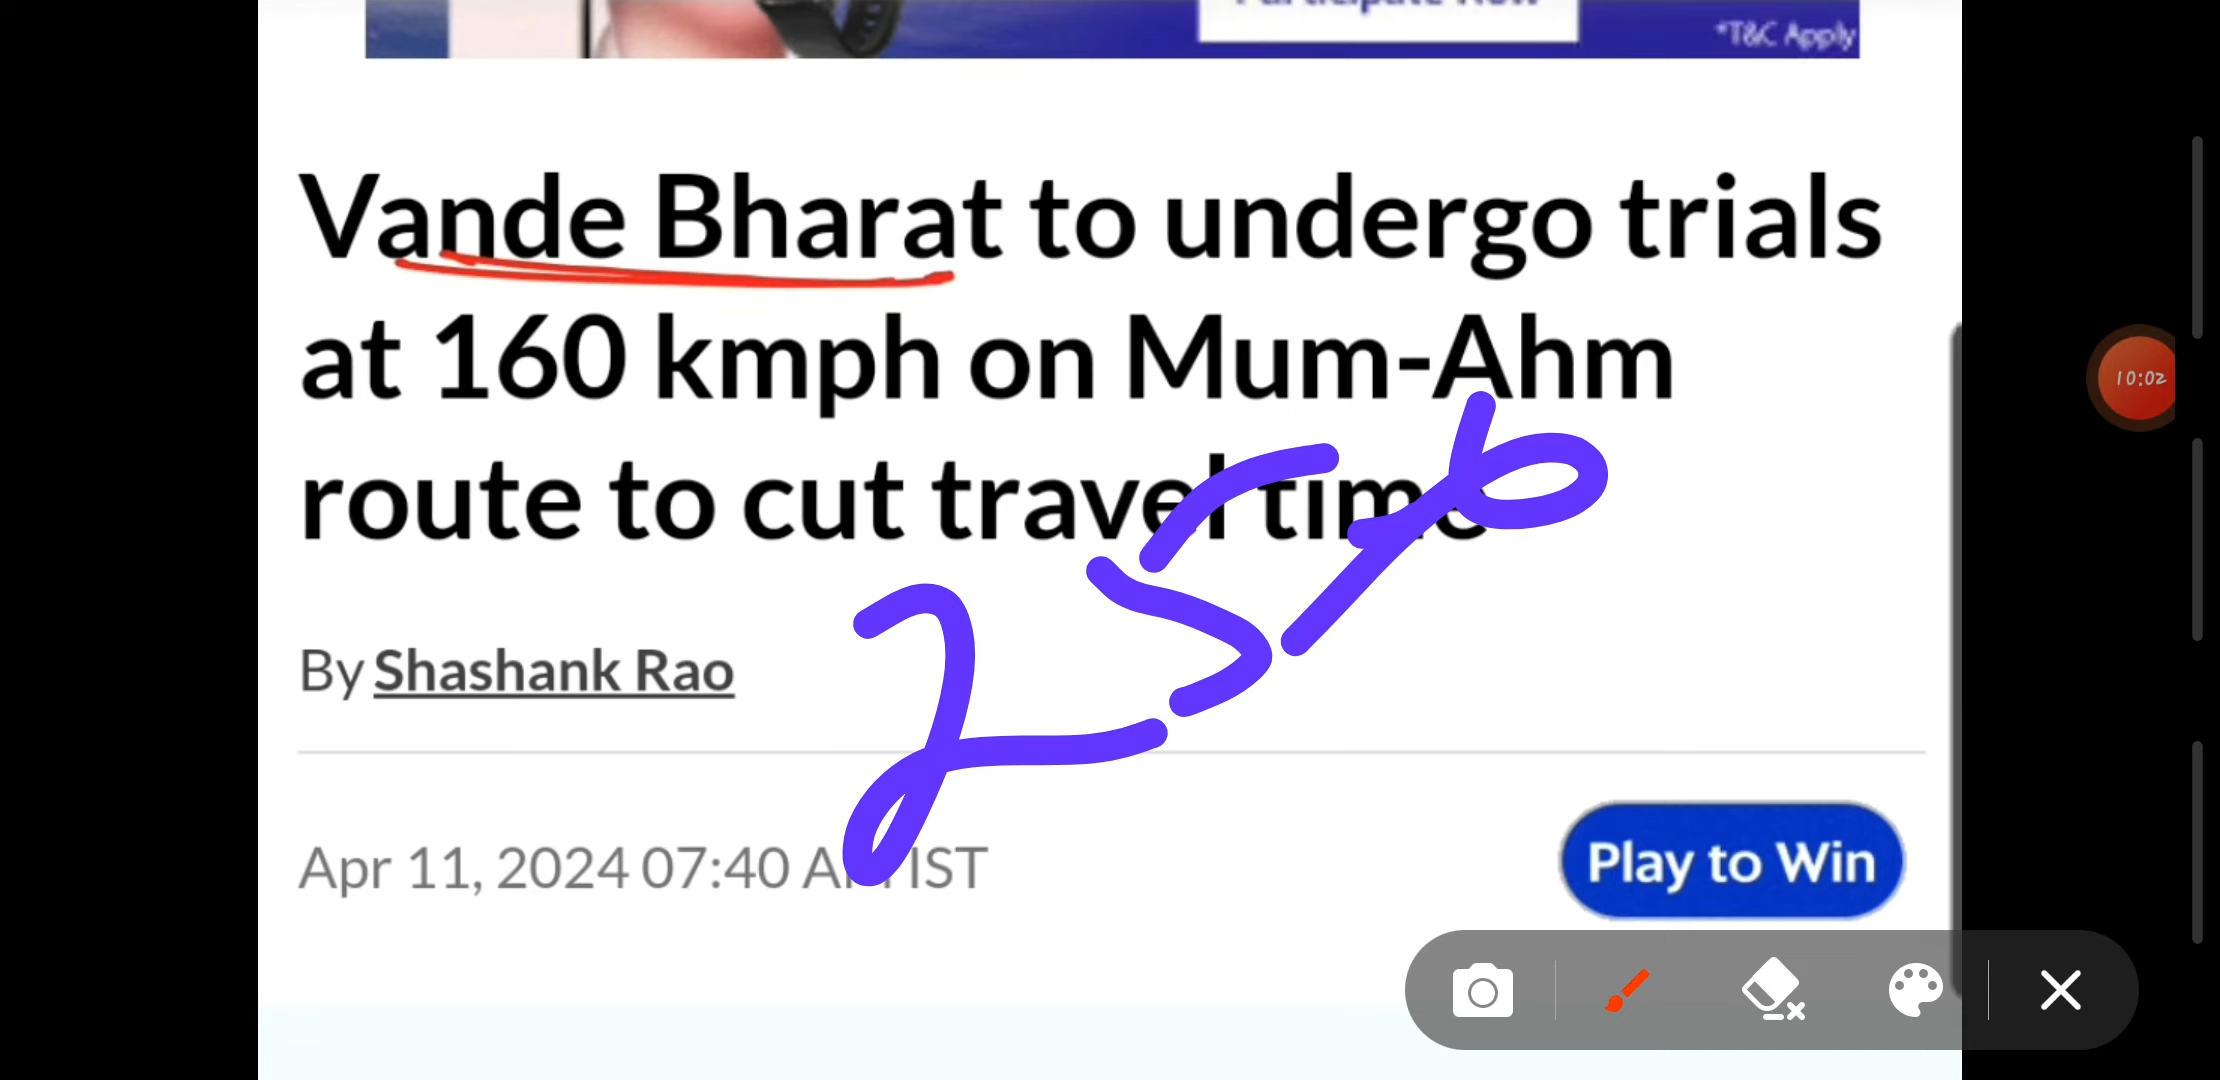 *T&C Apply
Vande Bharat to undergo trials
at 160 kmph on Mum-Ahm
route to cut travel time
By Shashank Rao
Apr 11, 2024 07:40 AM IST
Play to Win
10:02